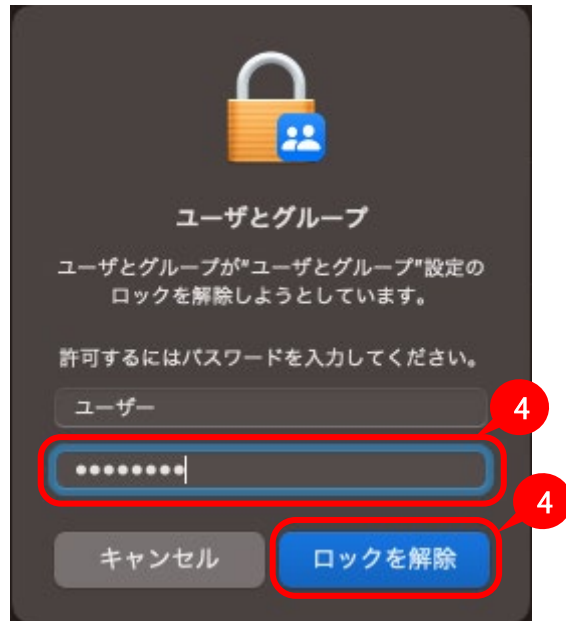 ユーザとグループ
ユーザとグループが"ユーザとグループ"設定の
ロックを解除しようとしています。
許可するにはパスワードを入力してください。
ユーザー
4
••••••••
4
キャンセル
ロックを解除